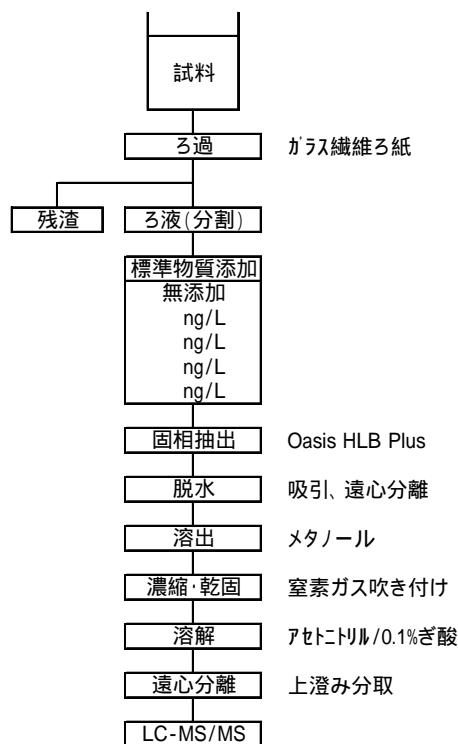 試料
ろ過 ガラス繊維ろ紙
残渣 ろ液(分割)
標準物質添加
無添加
ng/L
ng/L
ng/L
ng/L
固相抽出 Oasis HLB Plus
脱水 吸引、遠心分離
溶出 メタノール
濃縮・乾固 窒素ガス吹き付け
溶解 アセトニトリル/0.1%ぎ酸
遠心分離 上澄み分取
LC-MS/MS